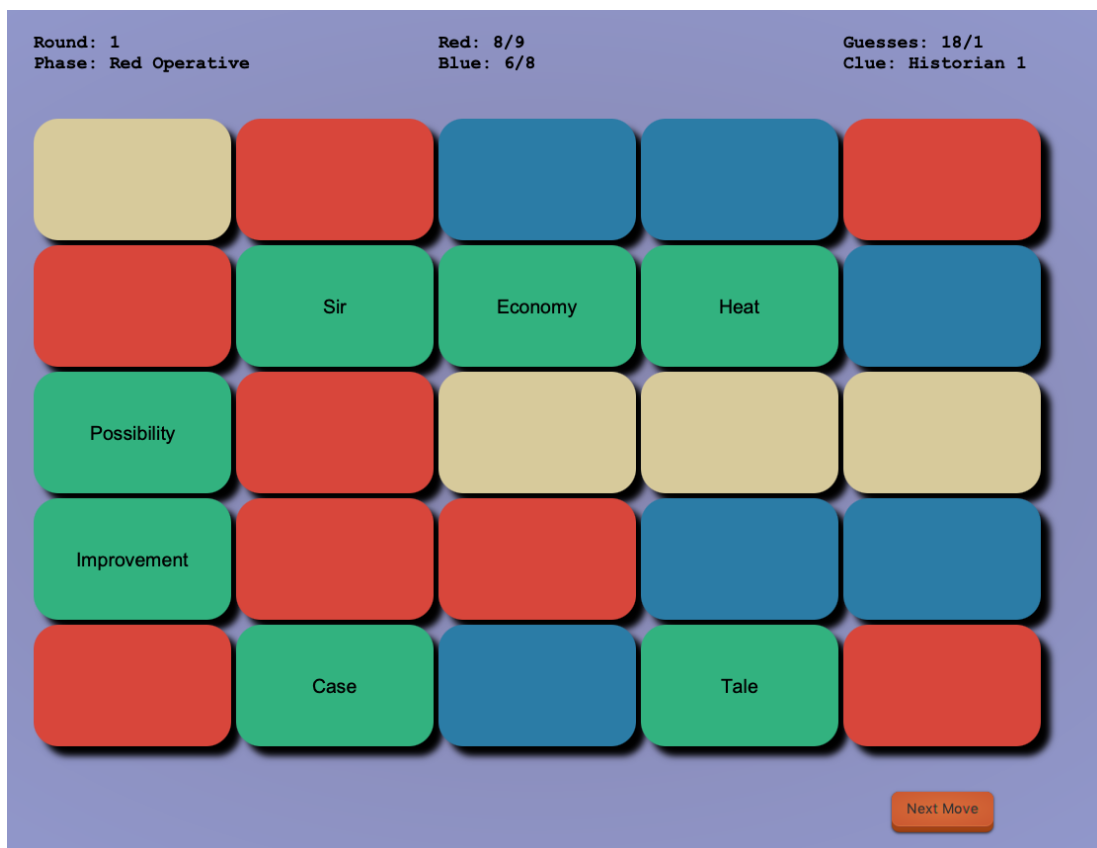 Round: 1
Phase: Red Operative
Red: 8/9
Blue: 6/8
Guesses: 18/1
Clue: Historian 1
Sir
Economy
Heat
Possibility
Improvement
Case
Tale
Next Move